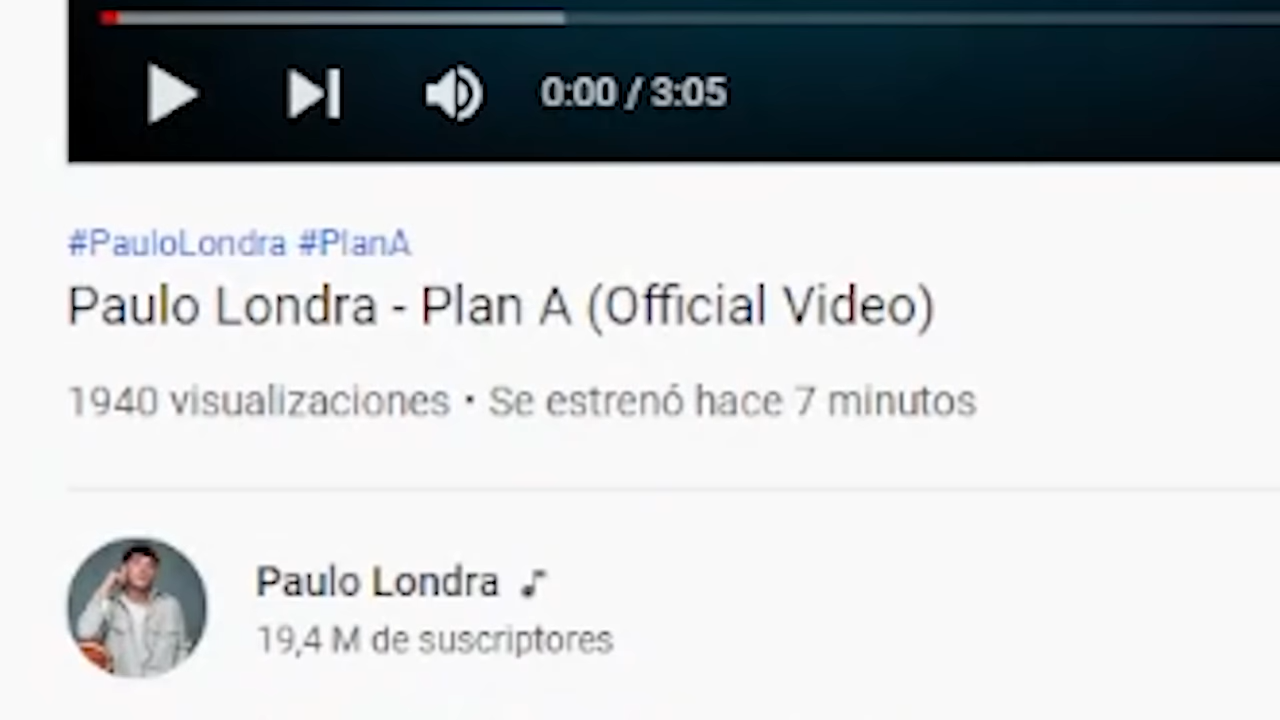 0:00 / 3:05
#PauloLondra #PlanA
Paulo Londra - Plan A (Official Video)
1940 visualizaciones • Se estrenó hace 7 minutos
Paulo Londra
19,4 M de suscriptores